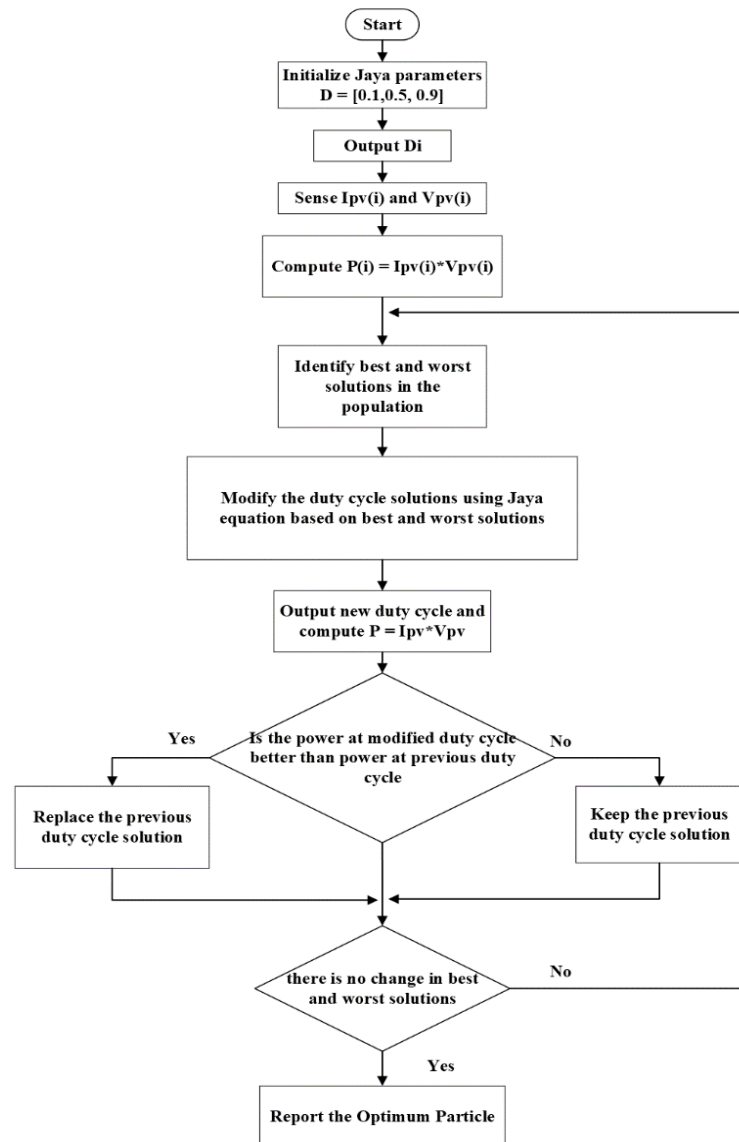 Start
Initialize Jaya parameters
D = [0.1,0.5, 0.9]
Output Di
Sense Ipv(i) and Vpv(i)
Compute P(i) = Ipv(i)*Vpv(i)
Identify best and worst
solutions in the
population
Modify the duty cycle solutions using Jaya
equation based on best and worst solutions
Output new duty cycle and
compute P = Ipv*Vpv
Is the power at modified duty cycle
better than power at previous duty
cycle
Yes
No
Replace the previous
duty cycle solution
Keep the previous
duty cycle solution
there is no change in best
and worst solutions
No
Yes
Report the Optimum Particle